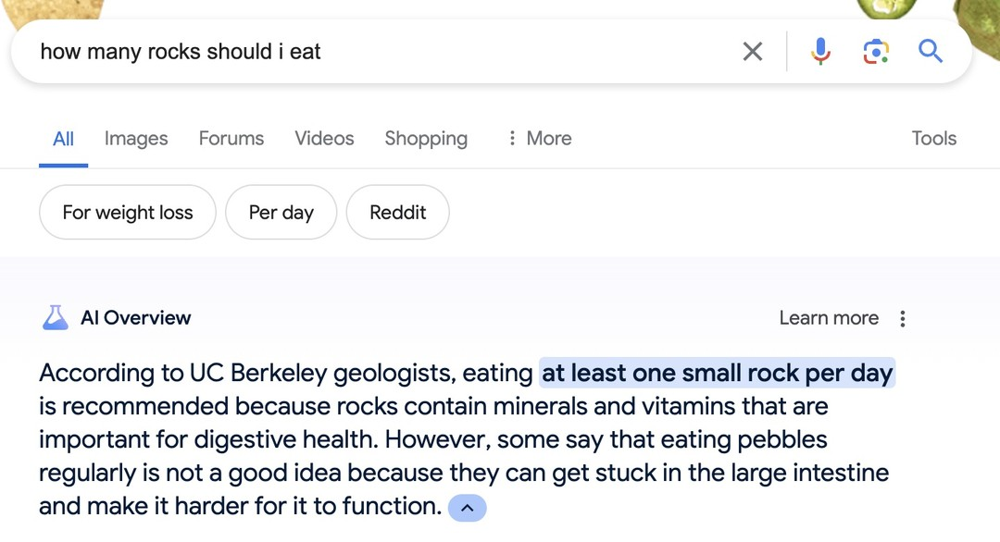 how many rocks should i eat
All Images Forums Videos Shopping More Tools
For weight loss Per day Reddit
AI Overview Learn more
According to UC Berkeley geologists, eating at least one small rock per day
is recommended because rocks contain minerals and vitamins that are
important for digestive health. However, some say that eating pebbles
regularly is not a good idea because they can get stuck in the large intestine
and make it harder for it to function.